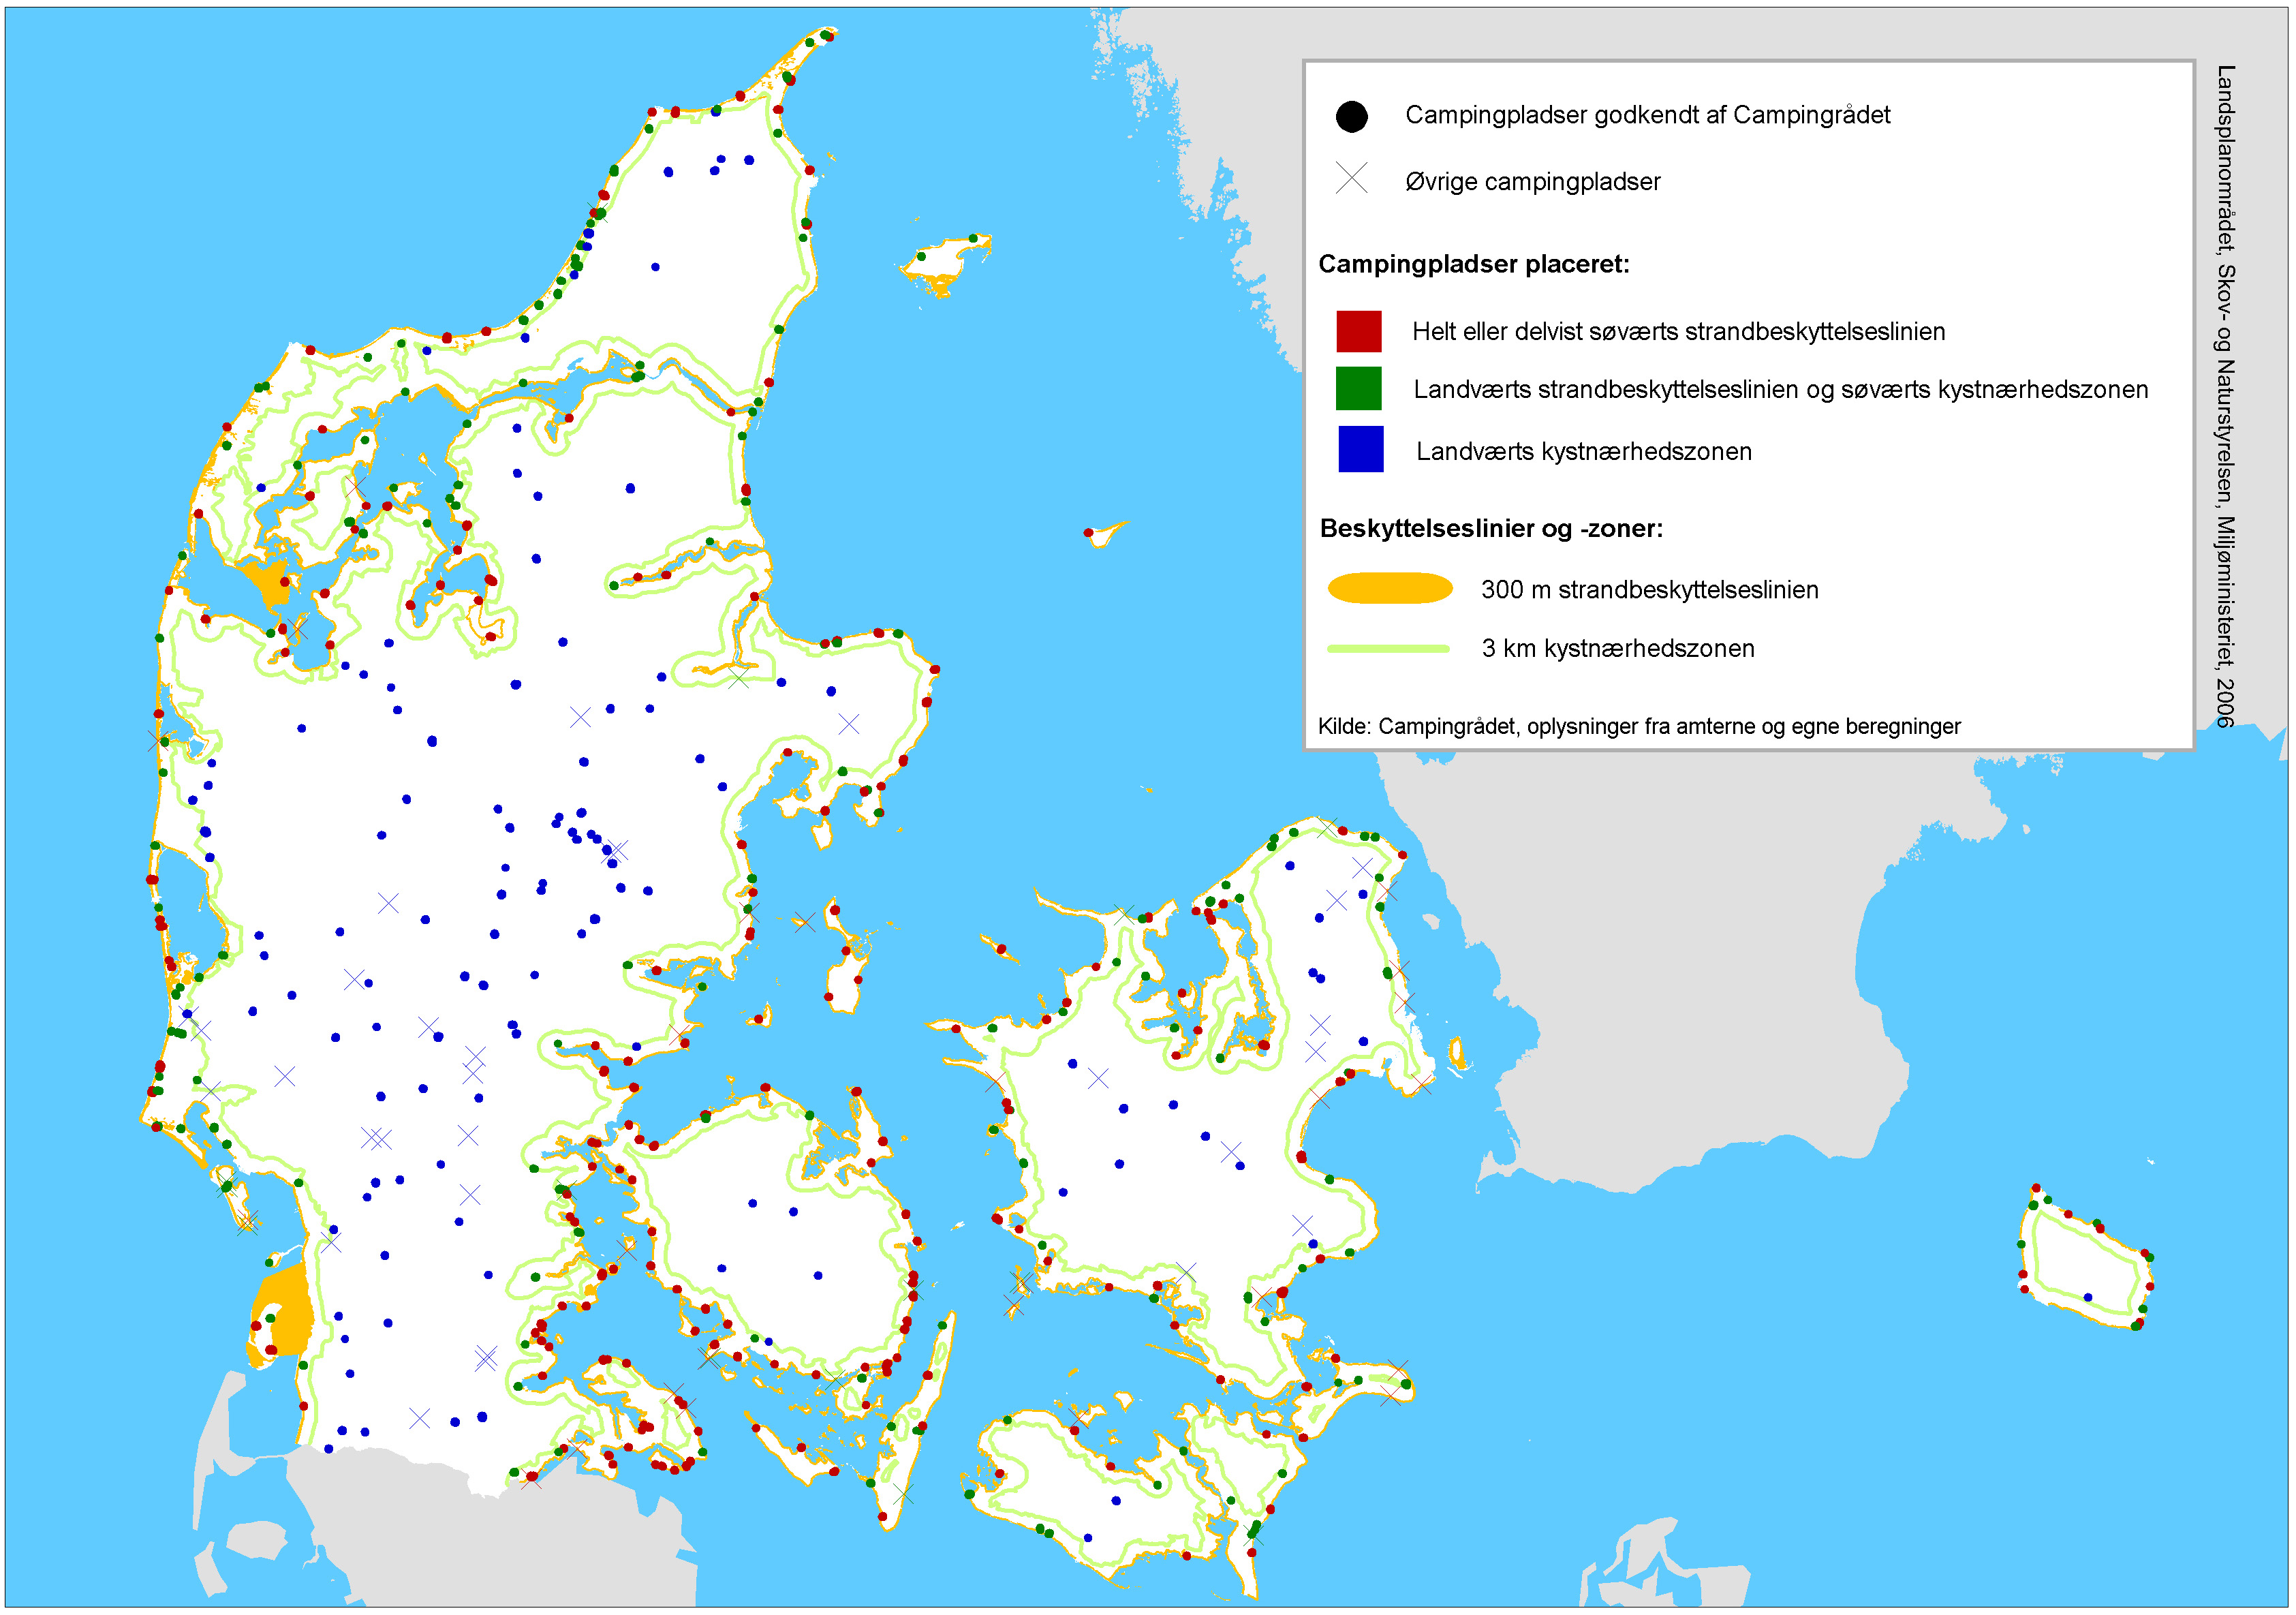 Campingpladser godkendt af Campingrådet
Øvrige campingpladser
Campingpladser placeret:
Helt eller delvist søværts strandbeskyttelseslinien
Landværts strandbeskyttelseslinien og søværts kystnærhedszonen
Landværts kystnærhedszonen
Beskyttelseslinier og -zoner:
300 m strandbeskyttelseslinien
3 km kystnærhedszonen
Kilde: Campingrådet, oplysninger fra amterne og egne beregninger
Landsplanområdet, Skov- og Naturstyrelsen, Miljøministeriet, 2006